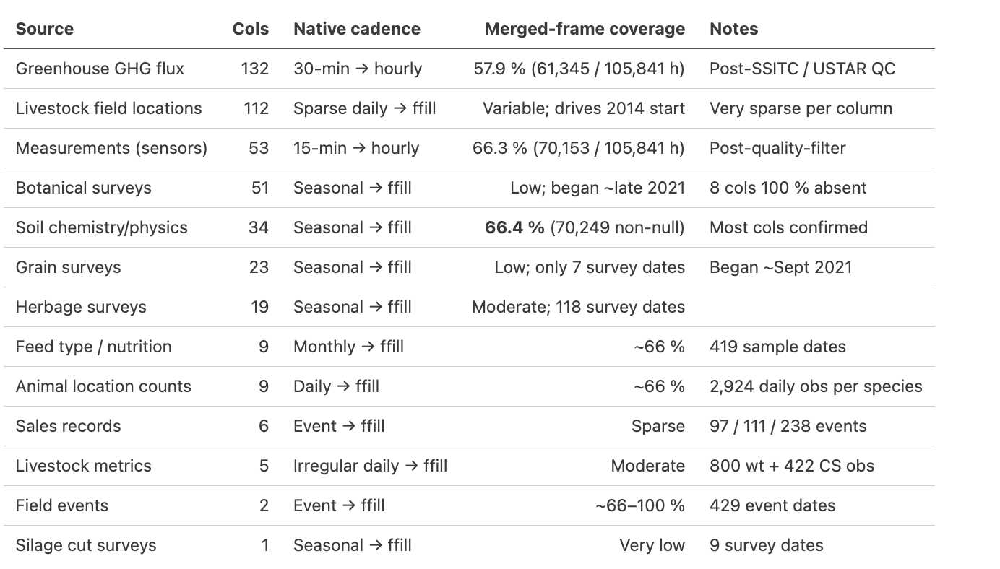 Source Cols Native cadence Merged-frame coverage Notes
Greenhouse GHG flux 132 30-min → hourly 57.9 % (61,345 / 105,841 h) Post-SSITC / USTAR QC
Livestock field locations 112 Sparse daily → ffill Variable; drives 2014 start Very sparse per column
Measurements (sensors) 53 15-min → hourly 66.3 % (70,153 / 105,841 h) Post-quality-filter
Botanical surveys 51 Seasonal → ffill Low; began ~late 2021 8 cols 100 % absent
Soil chemistry/physics 34 Seasonal → ffill 66.4 % (70,249 non-null) Most cols confirmed
Grain surveys 23 Seasonal → ffill Low; only 7 survey dates Began ~Sept 2021
Herbage surveys 19 Seasonal → ffill Moderate; 118 survey dates
Feed type / nutrition 9 Monthly → ffill ~66 % 419 sample dates
Animal location counts 9 Daily → ffill ~66 % 2,924 daily obs per species
Sales records 6 Event → ffill Sparse 97 / 111 / 238 events
Livestock metrics 5 Irregular daily → ffill Moderate 800 wt + 422 CS obs
Field events 2 Event → ffill ~66–100 % 429 event dates
Silage cut surveys 1 Seasonal → ffill Very low 9 survey dates